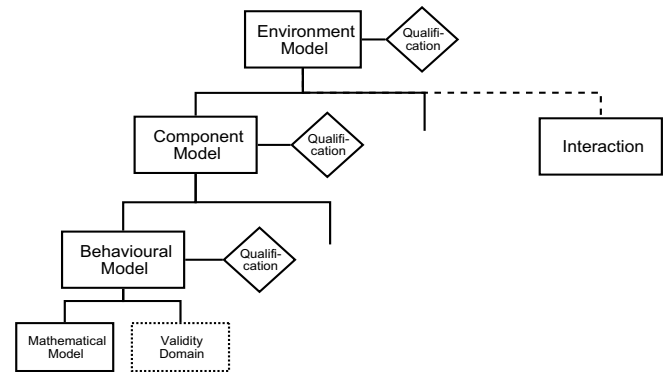 Environment
Model
Qualifi-
cation
Component
Model
Qualifi-
cation
Interaction
Behavioural
Model
Qualifi-
cation
Mathematical
Model
Validity
Domain